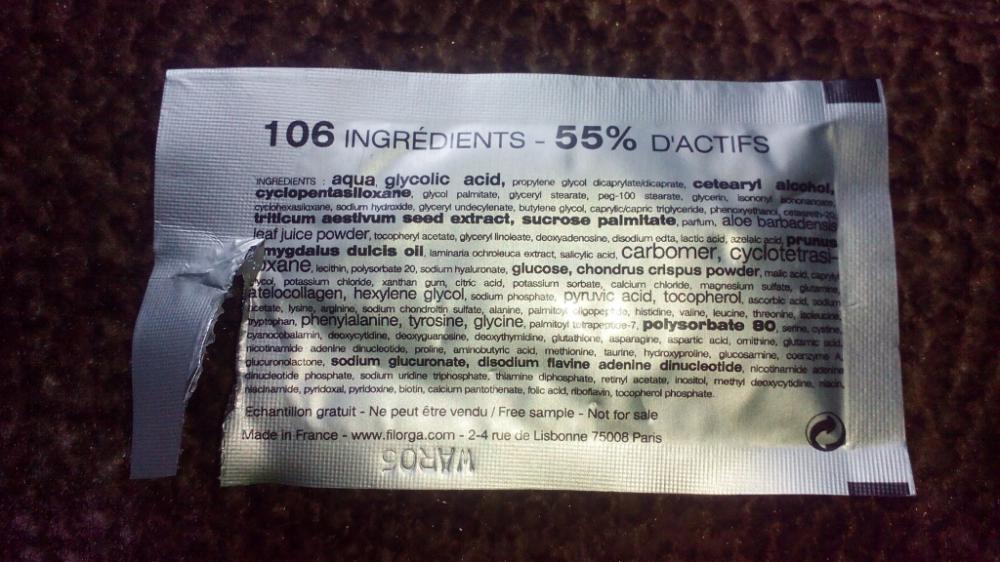 106 INGRÉDIENTS - 55% D'ACTIFS
INGREDIENTS : aqua, glycolic acid, propylene glycol dicaprylate/dicaprate, cetearyl alcohol,
cyclopentasiloxane, glycol palmitate, glyceryl stearate, peg-100 stearate, glycerin, isononyl isononanoate,
cyclohexasiloxane, sodium hydroxide, glyceryl undecylenate, butylene glycol, caprylic/capric triglyceride, phenoxyethanol, ceteareth-20,
triticum aestivum seed extract, sucrose palmitate, parfum, aloe barbadensis
leaf juice powder, tocopheryl acetate, glyceryl linoleate, deoxyadenosine, disodium edta, lactic acid, azelaic acid, prunus
mygdalus dulcis oil, laminaria ochroleuca extract, salicylic acid, carbomer, cyclotetrasil-
oxane, lecithin, polysorbate 20, sodium hyaluronate, glucose, chondrus crispus powder, malic acid, caprylyl
ycol, potassium chloride, xanthan gum, citric acid, potassium sorbate, calcium chloride, magnesium sulfate, glutamine,
atelocollagen, hexylene glycol, sodium phosphate, pyruvic acid, tocopherol, ascorbic acid, sodium
acetate, lysine, arginine, sodium chondroitin sulfate, alanine, palmitoyl oligopeptide, histidine, valine, leucine, threonine, isoleucine,
tryptophan, phenylalanine, tyrosine, glycine, palmitoyl tetrapeptide-7, polysorbate 80, serine, cystine,
cyanocobalamin, deoxycytidine, deoxyguanosine, deoxythymidine, glutathione, asparagine, aspartic acid, ornithine, glutamic acid,
nicotinamide adenine dinucleotide, proline, aminobutyric acid, methionine, taurine, hydroxyproline, glucosamine, coenzyme A,
glucuronolactone, sodium glucuronate, disodium flavine adenine dinucleotide, nicotinamide adenine
dinucleotide phosphate, sodium uridine triphosphate, thiamine diphosphate, retinyl acetate, inositol, methyl deoxycytidine, niacin,
niacinamide, pyridoxal, pyridoxine, biotin, calcium pantothenate, folic acid, riboflavin, tocopherol phosphate.
Echantillon gratuit - Ne peut être vendu / Free sample - Not for sale
Made in France - www.filorga.com - 2-4 rue de Lisbonne 75008 Paris
WAR05